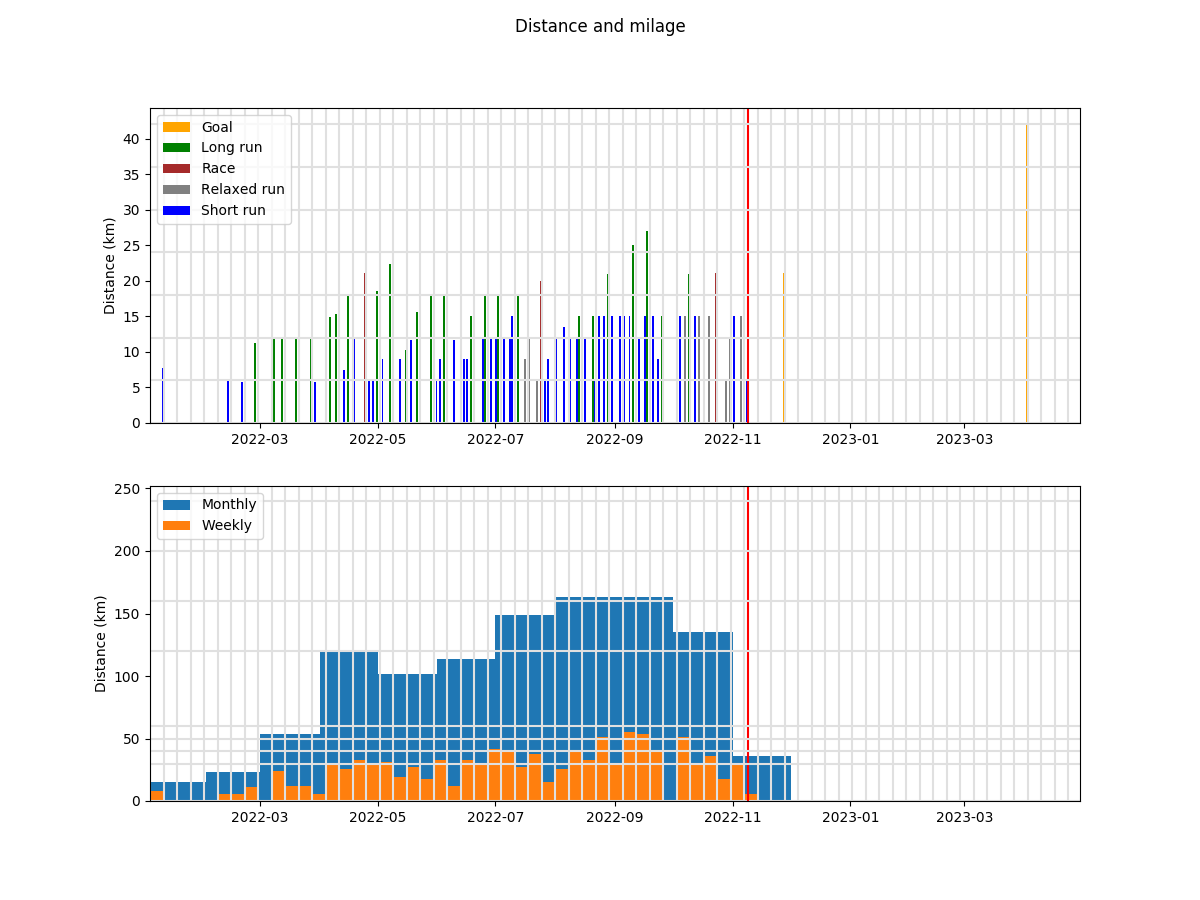 Distance and milage
Goal
Long run
Race
Relaxed run
Short run
Distance (km)
40
35
30
25
20
15
10
5
0
2022-03 2022-05 2022-07 2022-09 2022-11 2023-01 2023-03
Monthly
Weekly
Distance (km)
250
200
150
100
50
0
2022-03 2022-05 2022-07 2022-09 2022-11 2023-01 2023-03